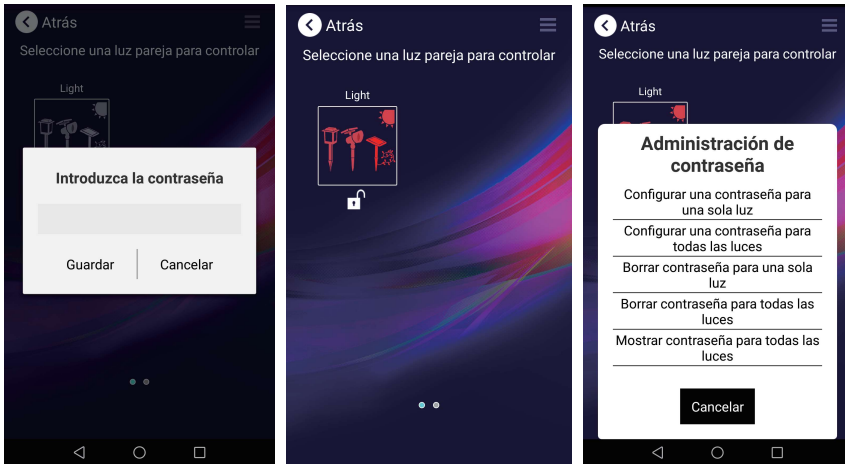 Atrás
Seleccione una luz pareja para controlar
Light
Introduzca la contraseña
Guardar
Cancelar
Atrás
Seleccione una luz pareja para controlar
Light
Atrás
Seleccione una luz pareja para controlar
Light
Administración de
contraseña
Configurar una contraseña para
una sola luz
Configurar una contraseña para
todas las luces
Borrar contraseña para una sola
luz
Borrar contraseña para todas las
luces
Mostrar contraseña para todas las
luces
Cancelar